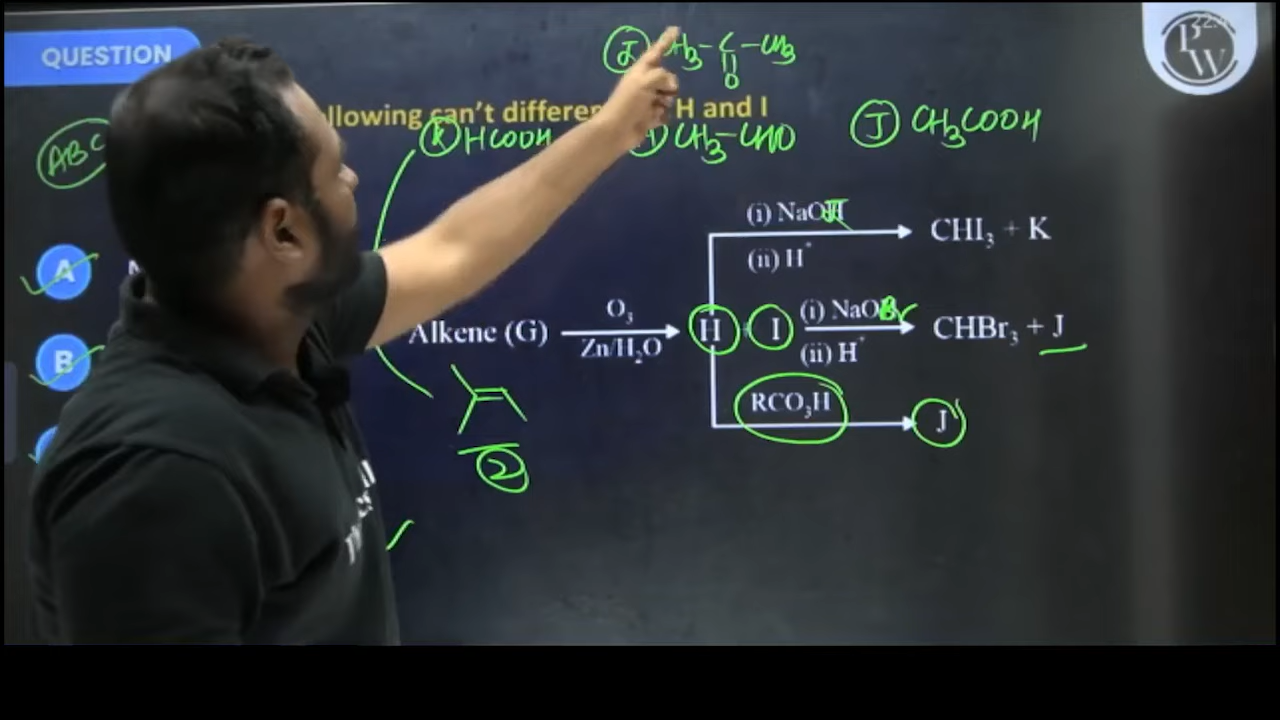 QUESTION
I CH3-C-CH3
O
P
W
llowing can't differen H and I
ABC
K HCOOH
CH3-CHO
J CH3COOH
(i) NaOI
(ii) H+
CHI3 + K
A
B
Alkene (G)
O3
Zn/H2O
H + I
(i) NaOBr
(ii) H+
CHBr3 + J
RCO3H
J
2